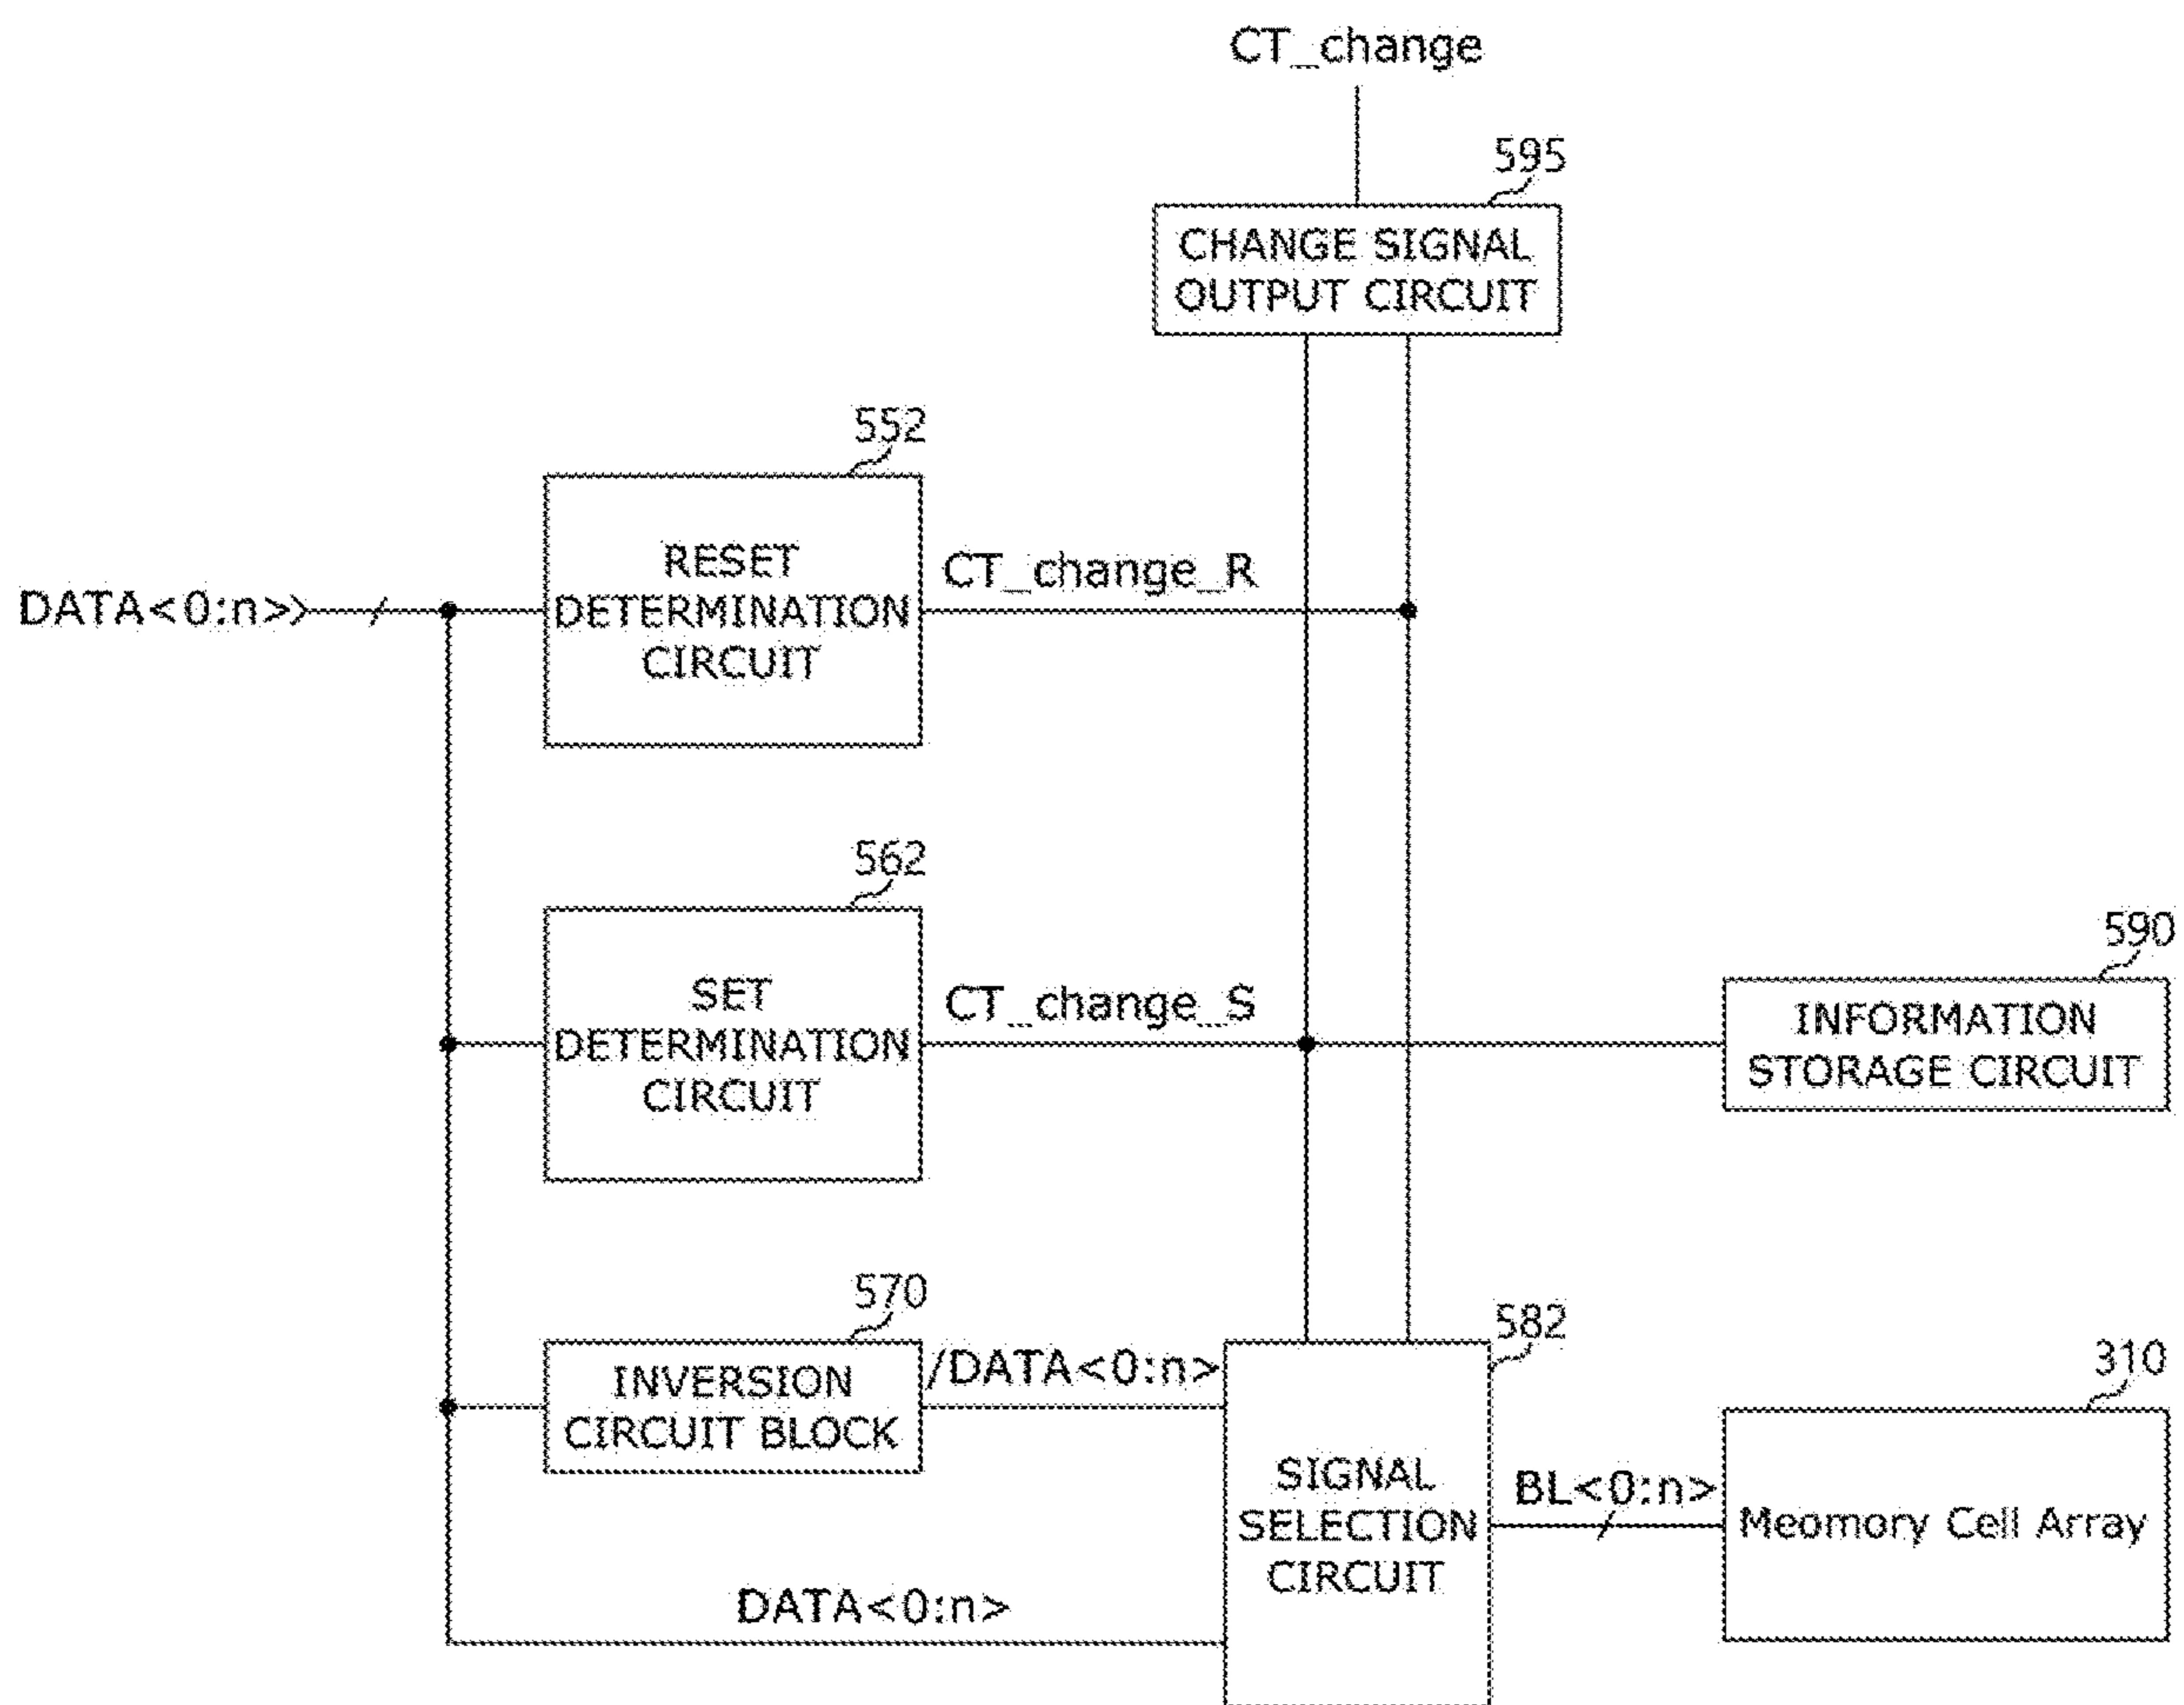 CT_change
595
CHANGE SIGNAL
OUTPUT CIRCUIT
552
RESET
DETERMINATION
CIRCUIT
CT_change_R
DATA<0:n>
562
SET
DETERMINATION
CIRCUIT
CT_change_S
590
INFORMATION
STORAGE CIRCUIT
570
INVERSION
CIRCUIT BLOCK
/DATA<0:n>
582
SIGNAL
SELECTION
CIRCUIT
BL<0:n>
310
Meomory Cell Array
DATA<0:n>